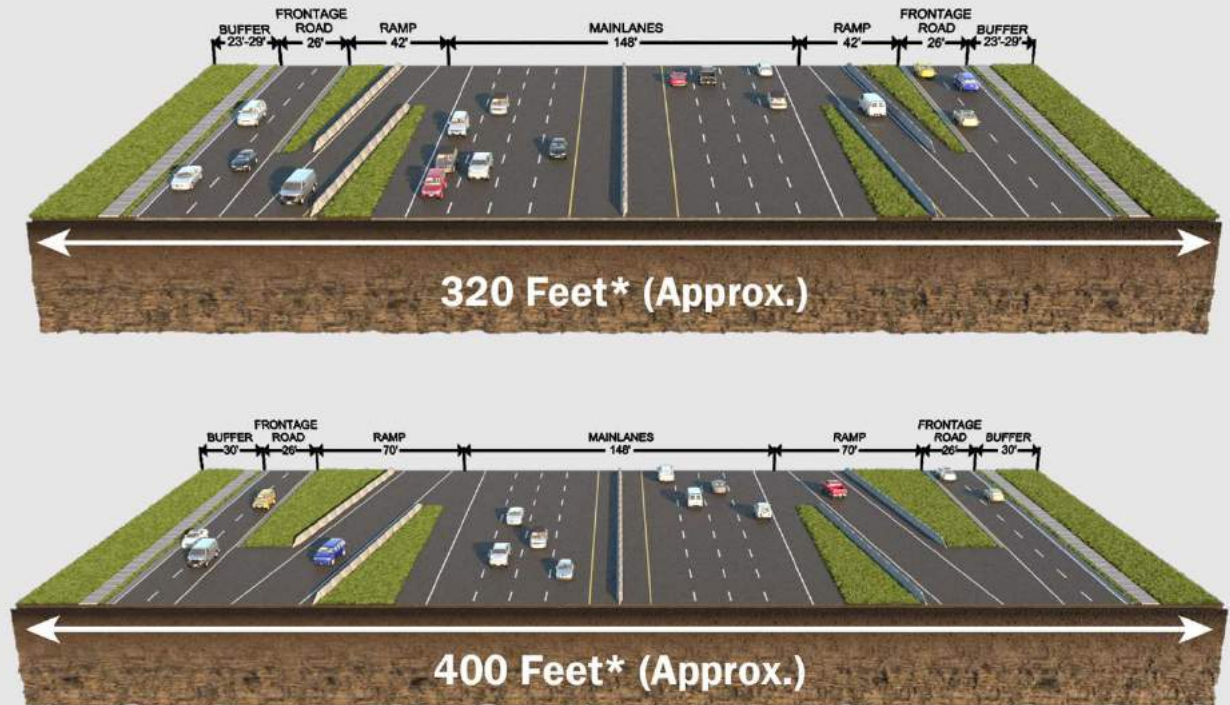 BUFFER
23'-29'
FRONTAGE
ROAD
26'
RAMP
42'
MAINLANES
148'
RAMP
42'
FRONTAGE
ROAD
26'
BUFFER
23'-29'
320 Feet* (Approx.)
BUFFER
30'
FRONTAGE
ROAD
26'
RAMP
70'
MAINLANES
148'
RAMP
70'
FRONTAGE
ROAD
26'
BUFFER
30'
400 Feet* (Approx.)